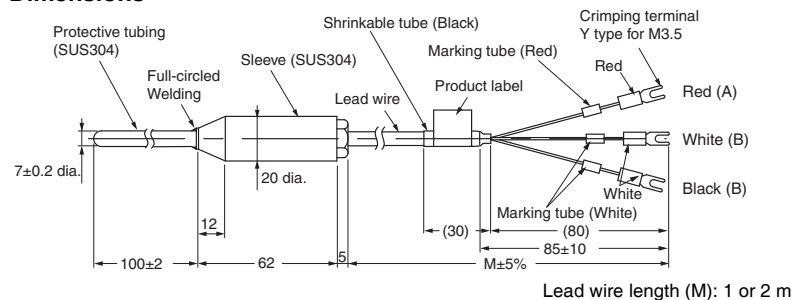 Dimensions
Crimping terminal
Y type for M3.5
Shrinkable tube (Black)
Protective tubing
(SUS304)
Marking tube (Red)
Sleeve (SUS304)
Red
Full-circled
Welding
Product label
Red (A)
Lead wire
White (B)
7±0.2 dia.
20 dia.
White
Black (B)
Marking tube (White)
12
(30)
(80)
85±10
100±2
62
5
M±5%
Lead wire length (M): 1 or 2 m